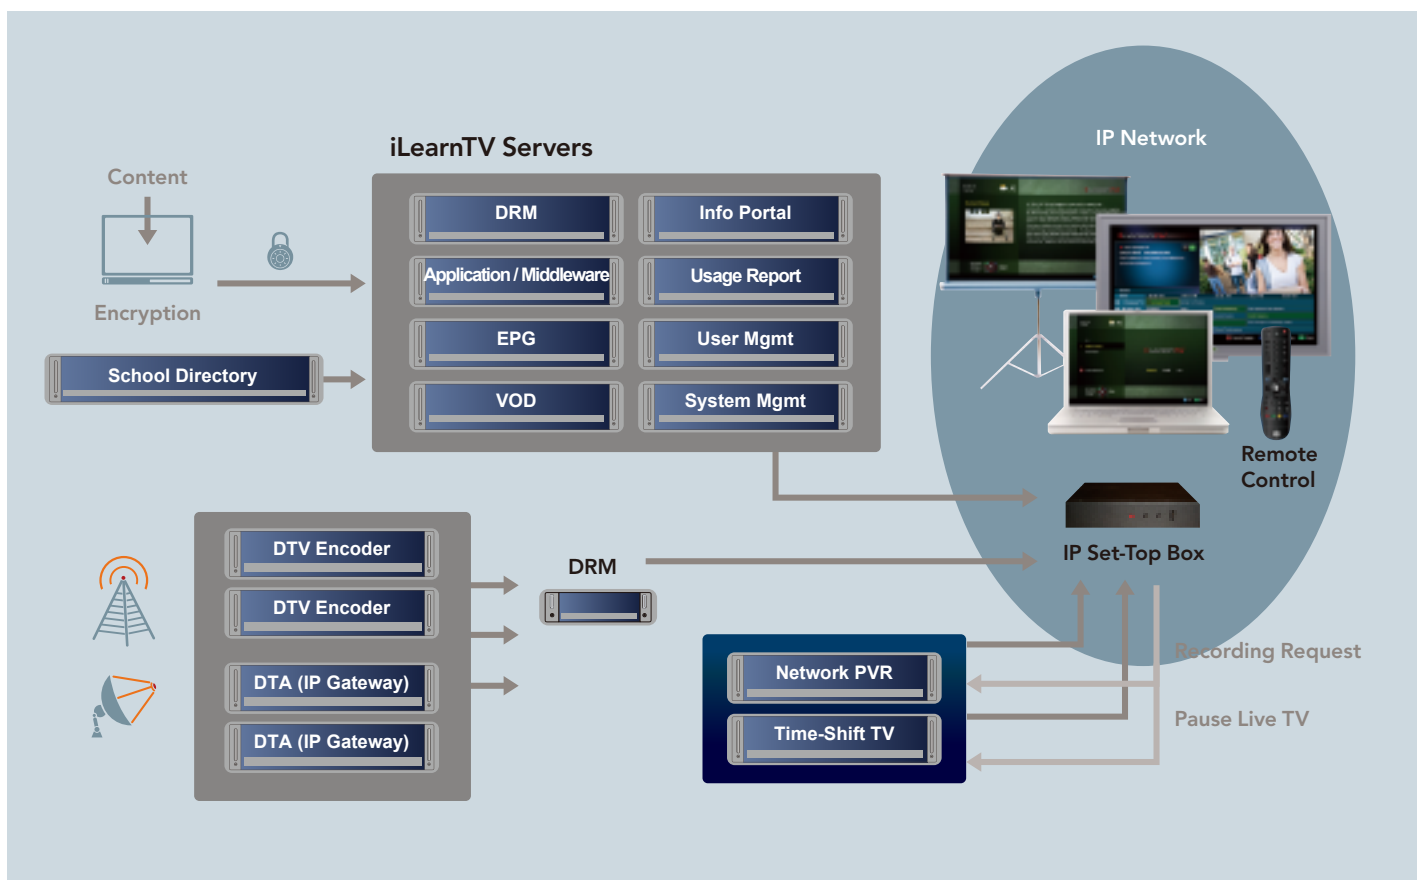 iLearnTV Servers
IP Network
Content
Encryption
School Directory
DRM
Info Portal
Application / Middleware
Usage Report
EPG
User Mgmt
VOD
System Mgmt
Remote
Control
IP Set-Top Box
DTV Encoder
DTV Encoder
DTA (IP Gateway)
DTA (IP Gateway)
DRM
Network PVR
Time-Shift TV
Recording Request
Pause Live TV